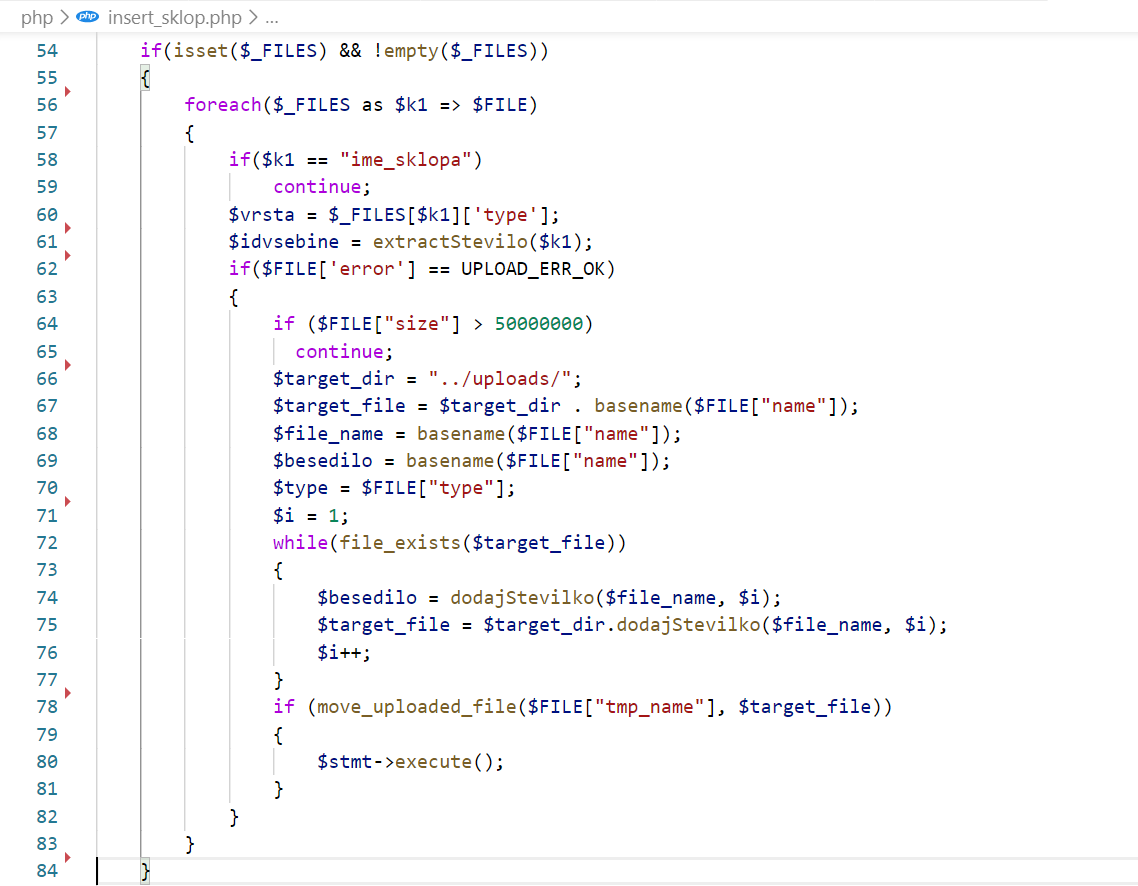 php > php insert_sklop.php > ...
54 if(isset($_FILES) && !empty($_FILES))
55 {
56 foreach($_FILES as $k1 => $FILE)
57 {
58 if($k1 == "ime_sklopa")
59 continue;
60 $vrsta = $_FILES[$k1]['type'];
61 $idvsebine = extractStevilo($k1);
62 if($FILE['error'] == UPLOAD_ERR_OK)
63 {
64 if ($FILE["size"] > 50000000)
65 continue;
66 $target_dir = "../uploads/";
67 $target_file = $target_dir . basename($FILE["name"]);
68 $file_name = basename($FILE["name"]);
69 $besedilo = basename($FILE["name"]);
70 $type = $FILE["type"];
71 $i = 1;
72 while(file_exists($target_file))
73 {
74 $besedilo = dodajStevilko($file_name, $i);
75 $target_file = $target_dir.dodajStevilko($file_name, $i);
76 $i++;
77 }
78 if (move_uploaded_file($FILE["tmp_name"], $target_file))
79 {
80 $stmt->execute();
81 }
82 }
83 }
84 }